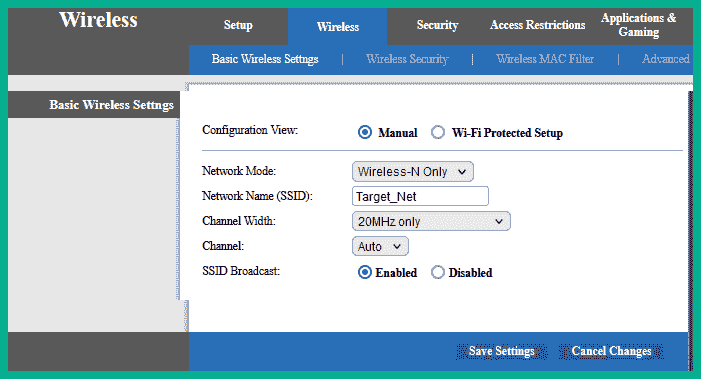 Wireless
Setup
Wireless
Security
Access Restrictions
Applications &
Gaming
Basic Wireless Settngs | Wireless Security | Wireless MAC Filter | Advanced
Basic Wireless Settngs
Configuration View: Manual Wi-Fi Protected Setup
Network Mode: Wireless-N Only
Network Name (SSID): Target_Net
Channel Width: 20MHz only
Channel: Auto
SSID Broadcast: Enabled Disabled
Save Settings Cancel Changes